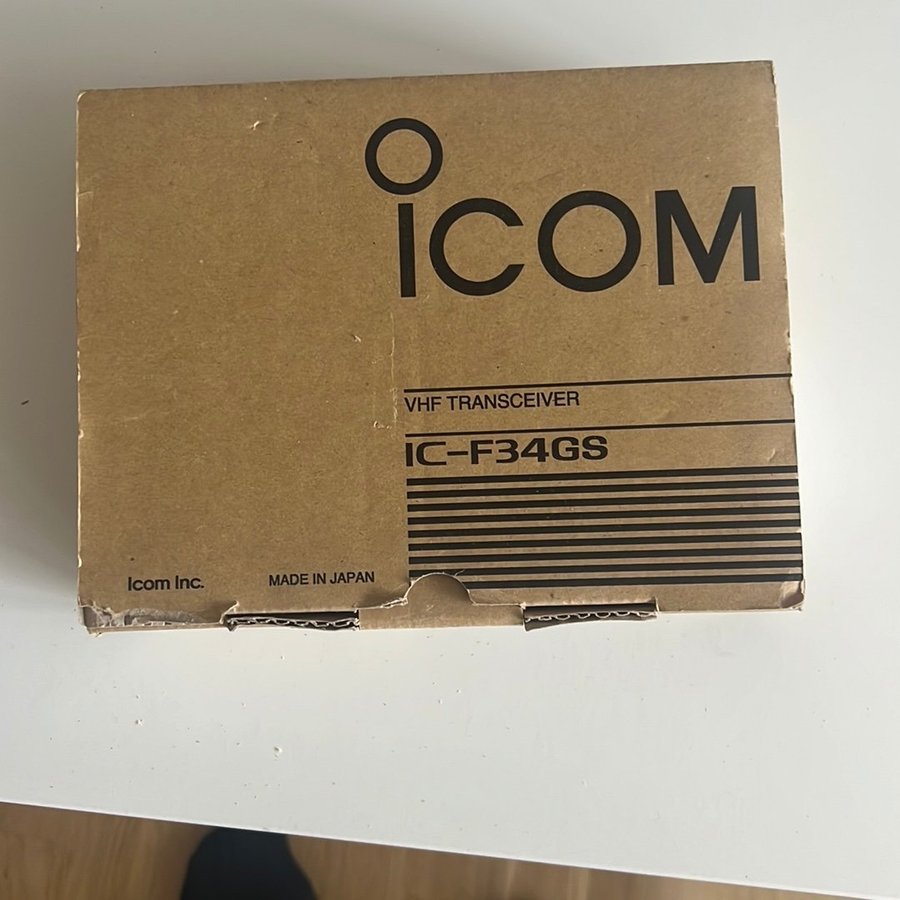 ICOM
VHF TRANSCEIVER
IC-F34GS
Icom Inc.
MADE IN JAPAN